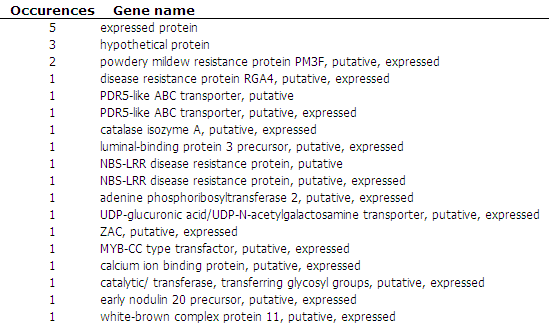 Occurences Gene name
5 expressed protein
3 hypothetical protein
2 powdery mildew resistance protein PM3F, putative, expressed
1 disease resistance protein RGA4, putative, expressed
1 PDR5-like ABC transporter, putative
1 PDR5-like ABC transporter, putative, expressed
1 catalase isozyme A, putative, expressed
1 luminal-binding protein 3 precursor, putative, expressed
1 NBS-LRR disease resistance protein, putative
1 NBS-LRR disease resistance protein, putative, expressed
1 adenine phosphoribosyltransferase 2, putative, expressed
1 UDP-glucuronic acid/UDP-N-acetylgalactosamine transporter, putative, expressed
1 ZAC, putative, expressed
1 MYB-CC type transfactor, putative, expressed
1 calcium ion binding protein, putative, expressed
1 catalytic/ transferase, transferring glycosyl groups, putative, expressed
1 early nodulin 20 precursor, putative, expressed
1 white-brown complex protein 11, putative, expressed